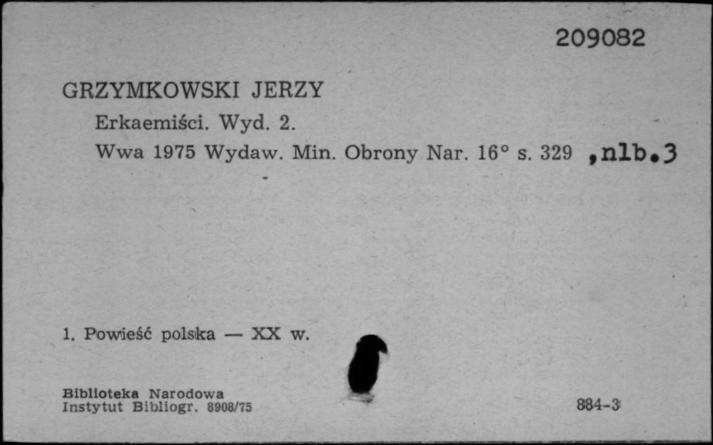 209082
GRZYMKOWSKI JERZY
Erkaemiści. Wyd. 2.
Wwa 1975 Wydaw. Min. Obrony Nar. 16° s. 329 ,nlb.3
1. Powieść polska — XX w.
Biblioteka Narodowa
Instytut Bibliogr. 8908/75
884-3